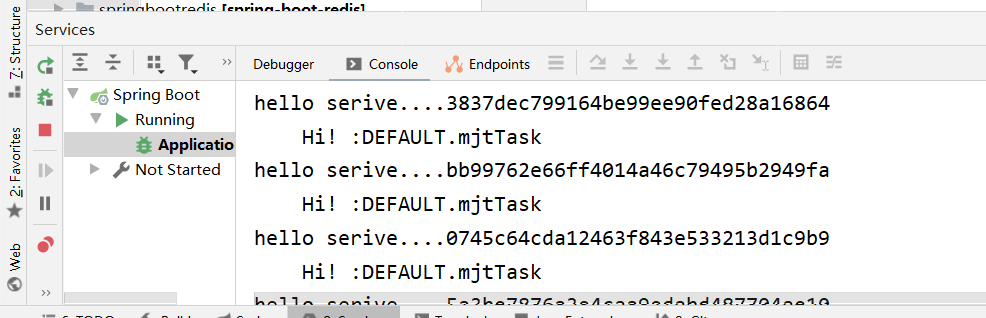 springbootredis [spring-boot-redis]
Services
7: Structure
2: Favorites
Web
Debugger
Console
Endpoints
Spring Boot
Running
Applicatio
Not Started
hello serive....3837dec799164be99ee90fed28a16864
Hi! :DEFAULT.mjtTask
hello serive....bb99762e66ff4014a46c79495b2949fa
Hi! :DEFAULT.mjtTask
hello serive....0745c64cda12463f843e533213d1c9b9
Hi! :DEFAULT.mjtTask
hello serive....